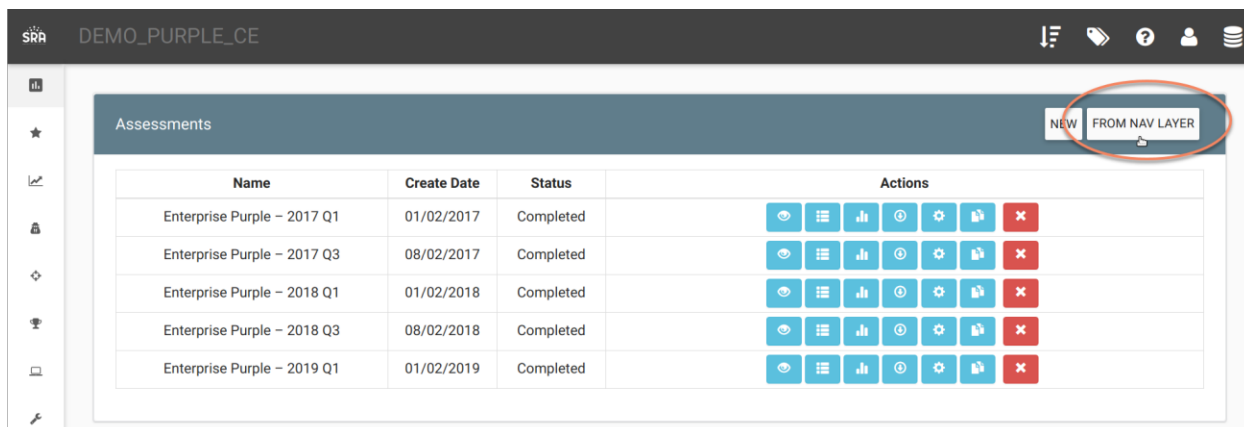 SRA DEMO_PURPLE_CE
Assessments NEW FROM NAV LAYER
Name Create Date Status Actions
Enterprise Purple – 2017 Q1 01/02/2017 Completed
Enterprise Purple – 2017 Q3 08/02/2017 Completed
Enterprise Purple – 2018 Q1 01/02/2018 Completed
Enterprise Purple – 2018 Q3 08/02/2018 Completed
Enterprise Purple – 2019 Q1 01/02/2019 Completed